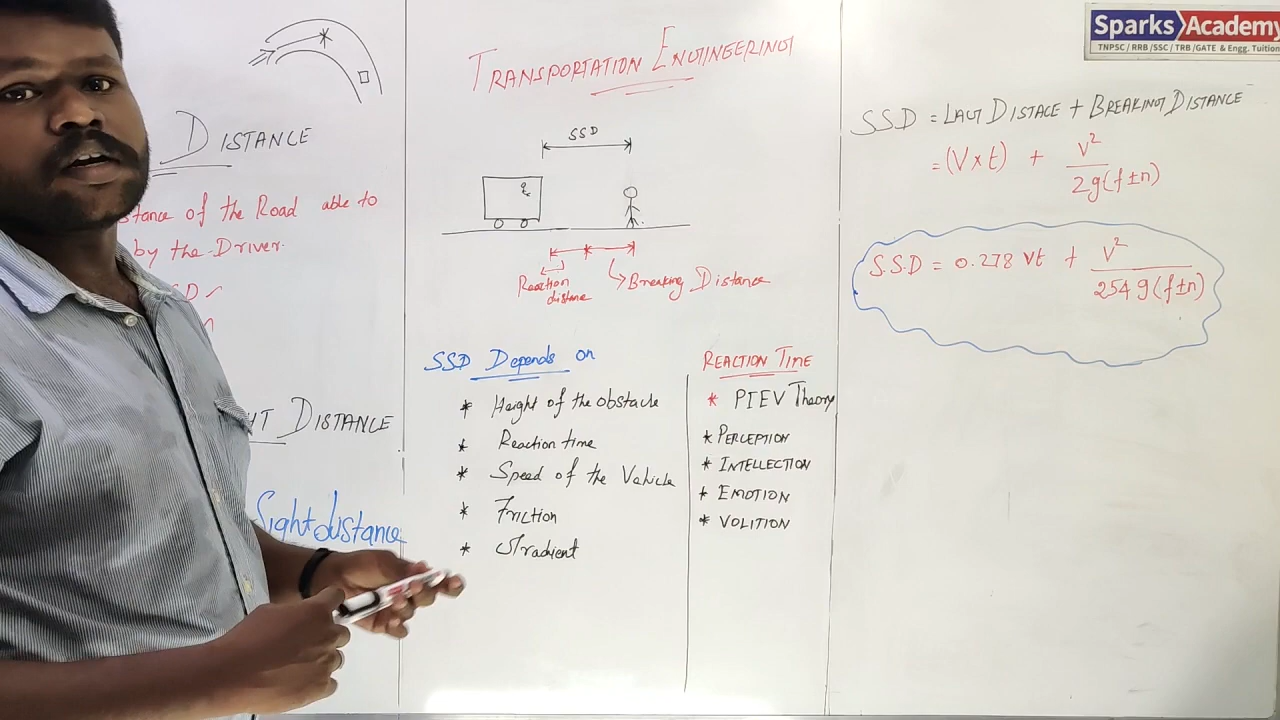 DISTANCE
stance of the Road able to
by the Driver.
SD
HT DISTANCE
Sight distance
TRANSPORTATION ENGINEERING
SSD
Reaction
distane
Breaking Distance
SSD Depends on
* Height of the obstacle
* Reaction time
* Speed of the Vehicle
* Friction
* Gradient
REACTION TIME
* PIEV Theory
* PERCEPTION
* INTELLECTION
* EMOTION
* VOLITION
Sparks Academy
TNPSC / RRB / SSC / TRB / GATE & Engg. Tuition
SSD = LAG DISTACE + BREAKING DISTANCE
= (V x t) + V² / 2g(f±n)
S.S.D = 0.278 Vt + V² / 254 g(f±n)